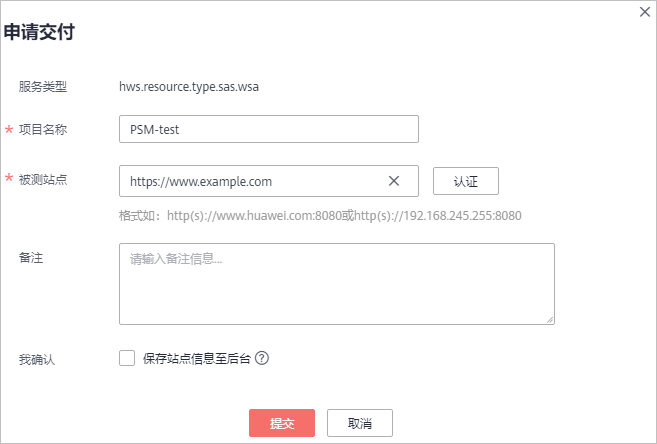 申请交付
服务类型 hws.resource.type.sas.wsa
* 项目名称 PSM-test
* 被测站点 https://www.example.com 认证
格式如：http(s)://www.huawei.com:8080或http(s)://192.168.245.255:8080
备注 请输入备注信息...
我确认 保存站点信息至后台 ?
提交 取消